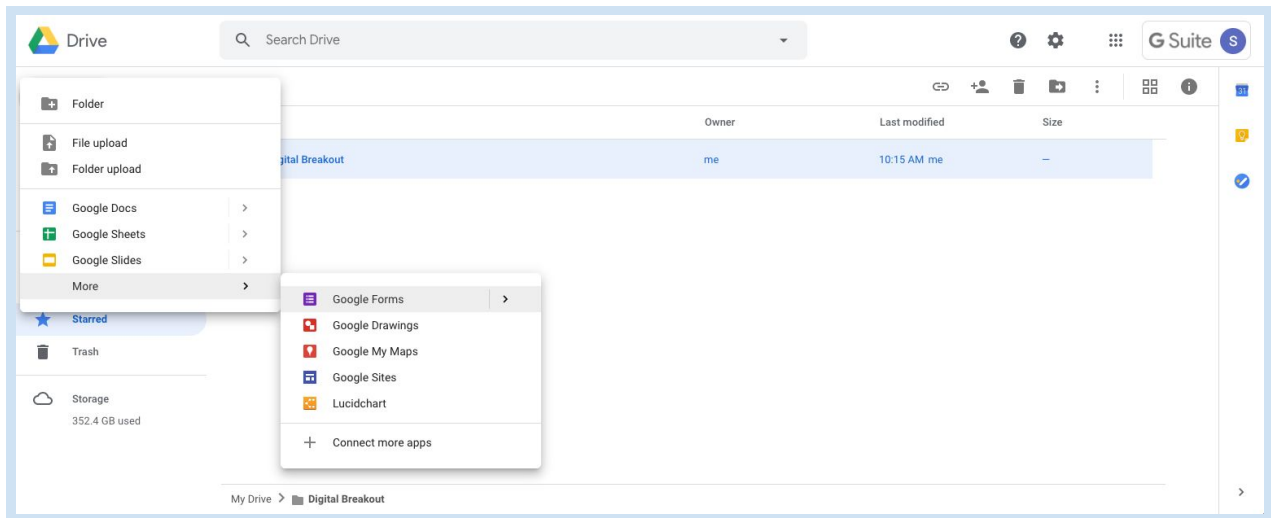 Drive
Search Drive
G Suite
S
Folder
File upload
Folder upload
Google Docs
Google Sheets
Google Slides
More
Starred
Trash
Storage
352.4 GB used
Owner
Last modified
Size
gital Breakout
me
10:15 AM me
–
Google Forms
Google Drawings
Google My Maps
Google Sites
Lucidchart
Connect more apps
My Drive
Digital Breakout
31